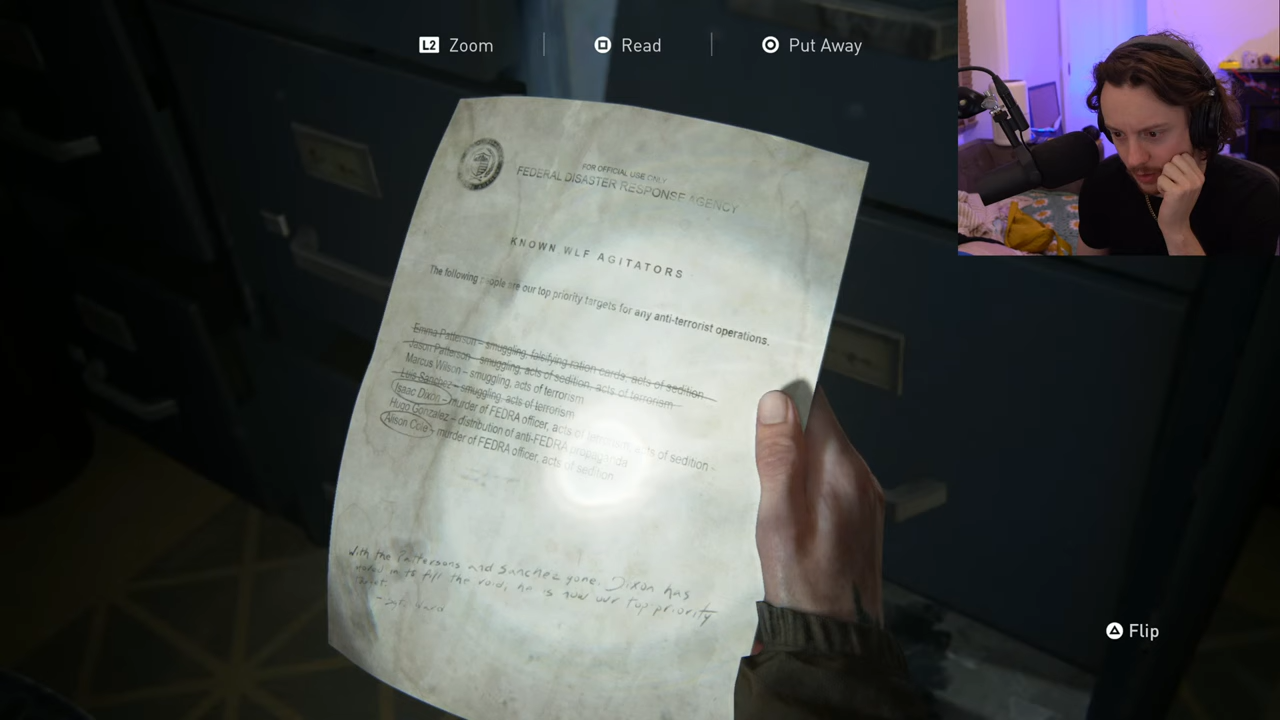 L2 Zoom
Read
Put Away
FOR OFFICIAL USE ONLY
FEDERAL DISASTER RESPONSE AGENCY
KNOWN WLF AGITATORS
The following people are our top priority targets for any anti-terrorist operations.
Emma Patterson - smuggling, falsifying ration cards, acts of sedition
Jason Patterson - smuggling, acts of sedition, acts of terrorism
Marcus Wilson - smuggling, acts of terrorism
Luis Sanchez - smuggling, acts of terrorism
Isaac Dixon - murder of FEDRA officer, acts of terrorism, acts of sedition -
Hugo Gonzalez - distribution of anti-FEDRA propaganda
Alison Cole - murder of FEDRA officer, acts of sedition
With the Pattersons and Sanchez gone. Dixon has
moved in to fill the void, he is now our top priority
Flip